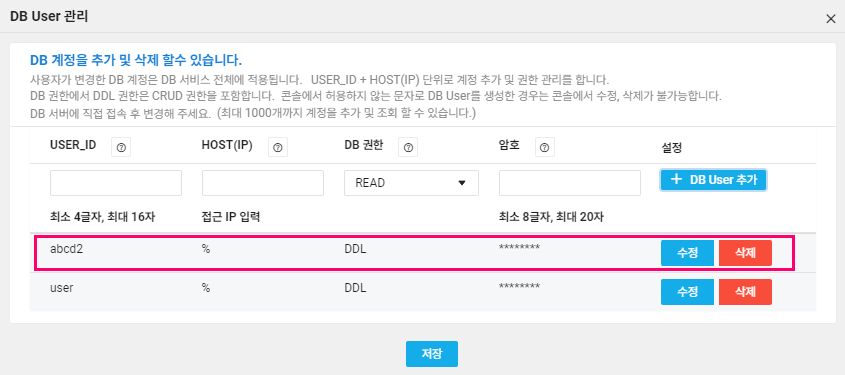 DB User 관리
DB 계정을 추가 및 삭제 할수 있습니다.
사용자가 변경한 DB 계정은 DB 서비스 전체에 적용됩니다. USER_ID + HOST(IP) 단위로 계정 추가 및 권한 관리를 합니다.
DB 권한에서 DDL 권한은 CRUD 권한을 포함합니다. 콘솔에서 허용하지 않는 문자로 DB User를 생성한 경우는 콘솔에서 수정, 삭제가 불가능합니다.
DB 서버에 직접 접속 후 변경해 주세요. (최대 1000개까지 계정을 추가 및 조회 할 수 있습니다.)
USER_ID HOST(IP) DB 권한 암호 설정
READ + DB User 추가
최소 4글자, 최대 16자 접근 IP 입력 최소 8글자, 최대 20자
abcd2 % DDL ******** 수정 삭제
user % DDL ******** 수정 삭제
저장